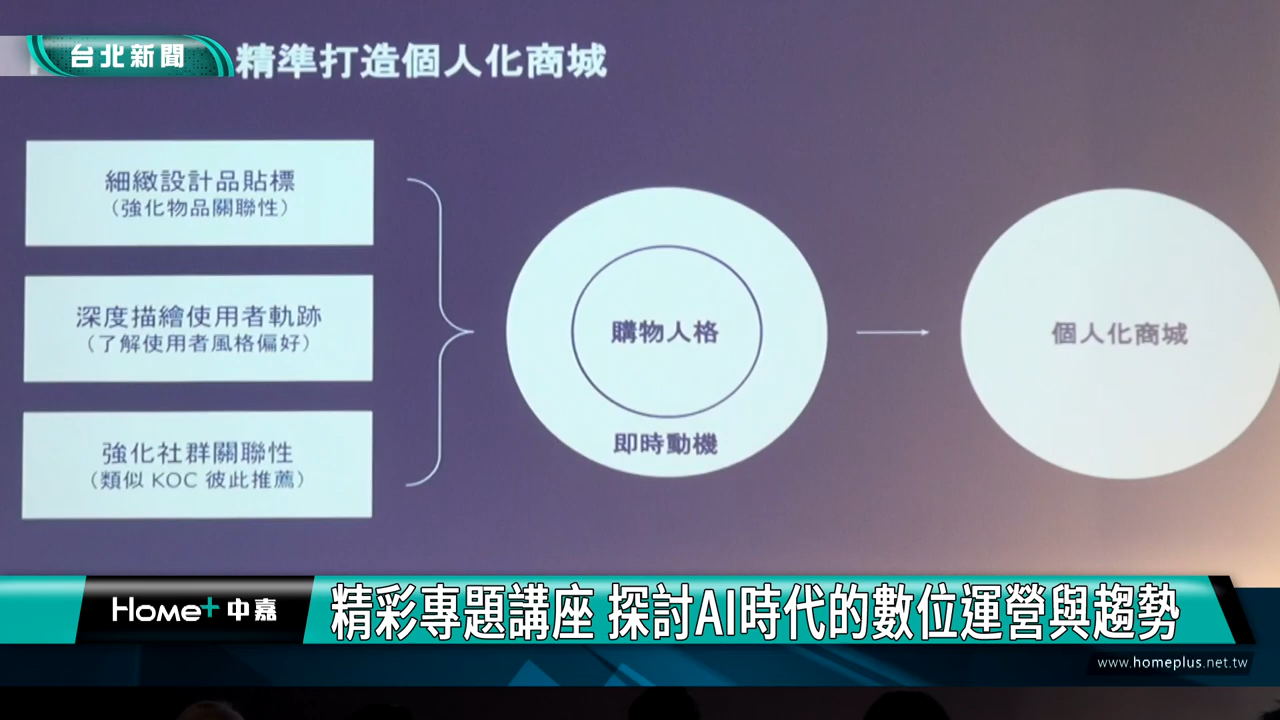 台北新聞
精準打造個人化商城
細緻設計品貼標
（強化物品關聯性）
深度描繪使用者軌跡
（了解使用者風格偏好）
強化社群關聯性
（類似 KOC 彼此推薦）
購物人格
即時動機
個人化商城
Home+ 中嘉
精彩專題講座 探討AI時代的數位運營與趨勢
www.homeplus.net.tw